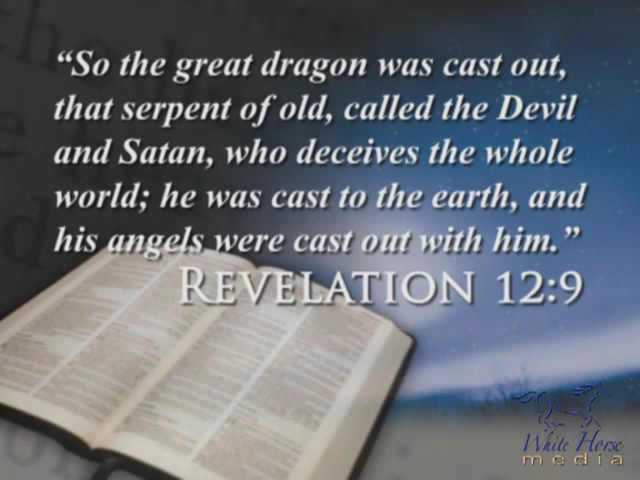 “So the great dragon was cast out,
that serpent of old, called the Devil
and Satan, who deceives the whole
world; he was cast to the earth, and
his angels were cast out with him.”
REVELATION 12:9
White Horse
media